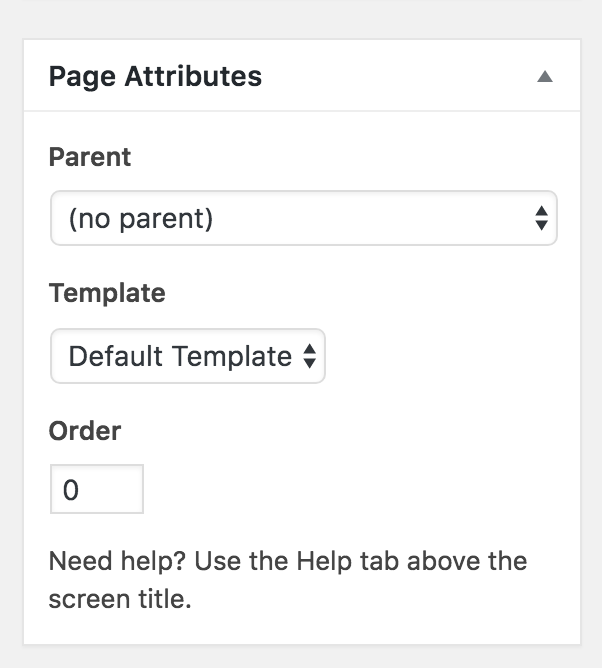 Page Attributes
Parent
(no parent)
Template
Default Template
Order
0
Need help? Use the Help tab above the
screen title.